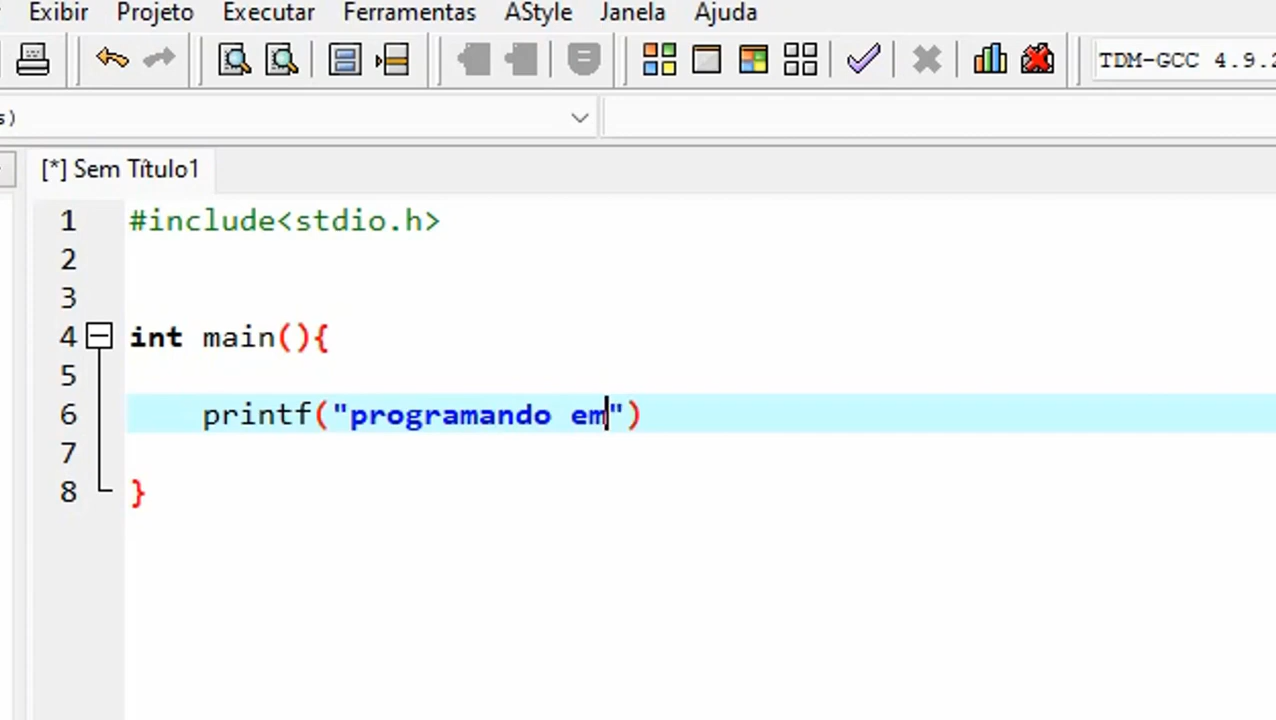 Exibir Projeto Executar Ferramentas AStyle Janela Ajuda
TDM-GCC 4.9.2
s)
[*] Sem Título1
1 #include<stdio.h>
2
3
4 int main(){
5
6 printf("programando em")
7
8 }